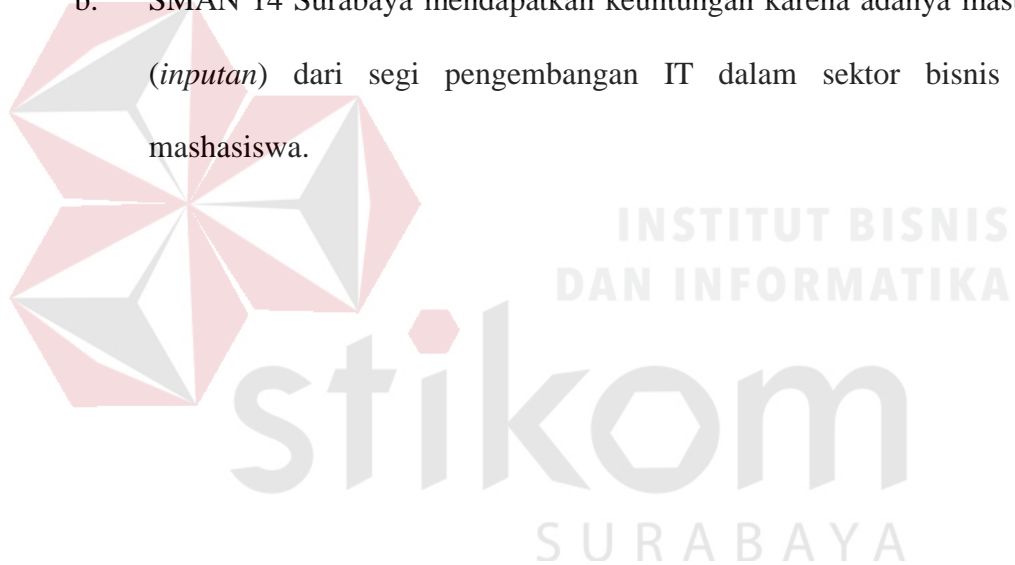 b. SMAN 14 Surabaya mendapatkan keuntungan karena adanya
(inputan) dari segi pengembangan IT dalam sektor bisnis
mashasiswa.
INSTITUT BISNIS
DAN INFORMATIKA
stikom
SURABAYA